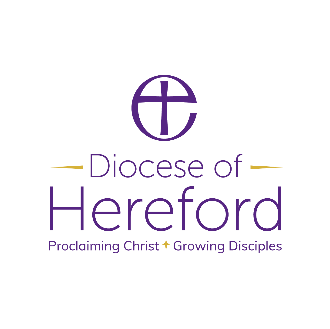 Diocese of
Hereford
Proclaiming Christ Growing Disciples